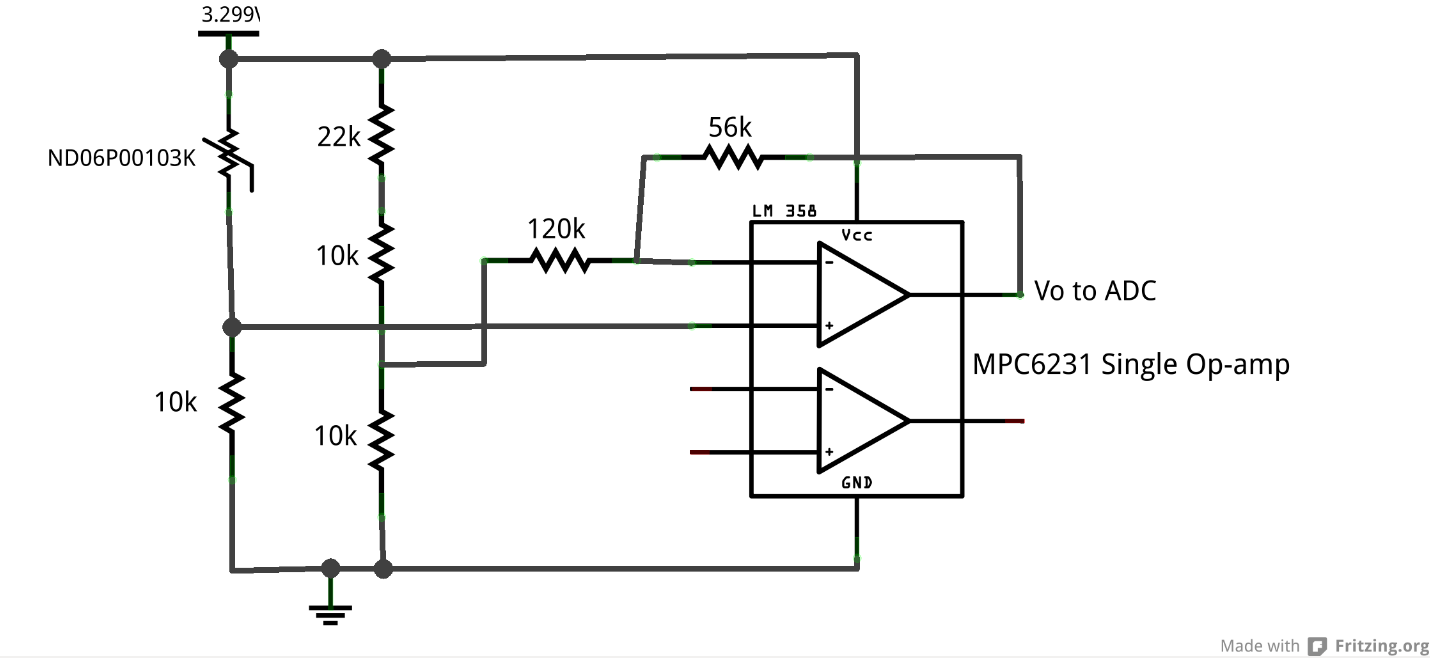 3.299V
22k
56k
ND06P00103K
LM 358
120k
Vcc
10k
-
Vo to ADC
+
MPC6231 Single Op-amp
-
10k
10k
+
GND
Made with Fritzing.org